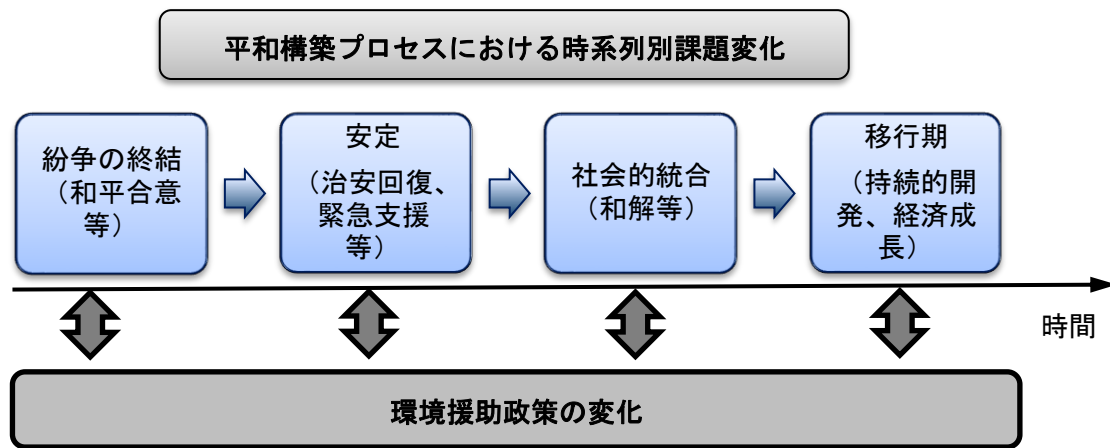 平和構築プロセスにおける時系列別課題変化
紛争の終結
（和平合意
等）
安定
（治安回復、
緊急支援
等）
社会的統合
（和解等）
移行期
（持続的開
発、経済成
長）
時間
環境援助政策の変化